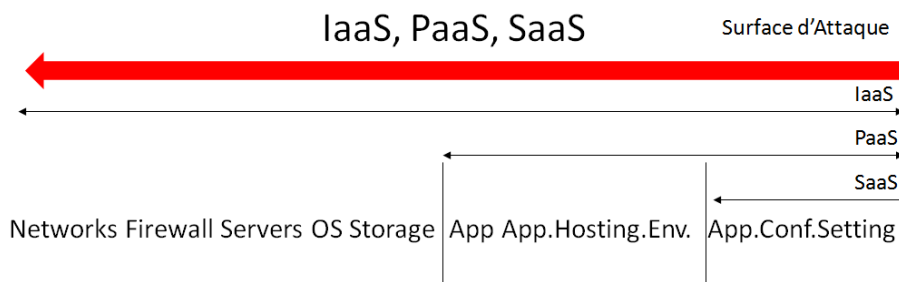 IaaS, PaaS, SaaS
Surface d'Attaque
IaaS
PaaS
SaaS
Networks Firewall Servers OS Storage
App App.Hosting.Env.
App.Conf.Setting